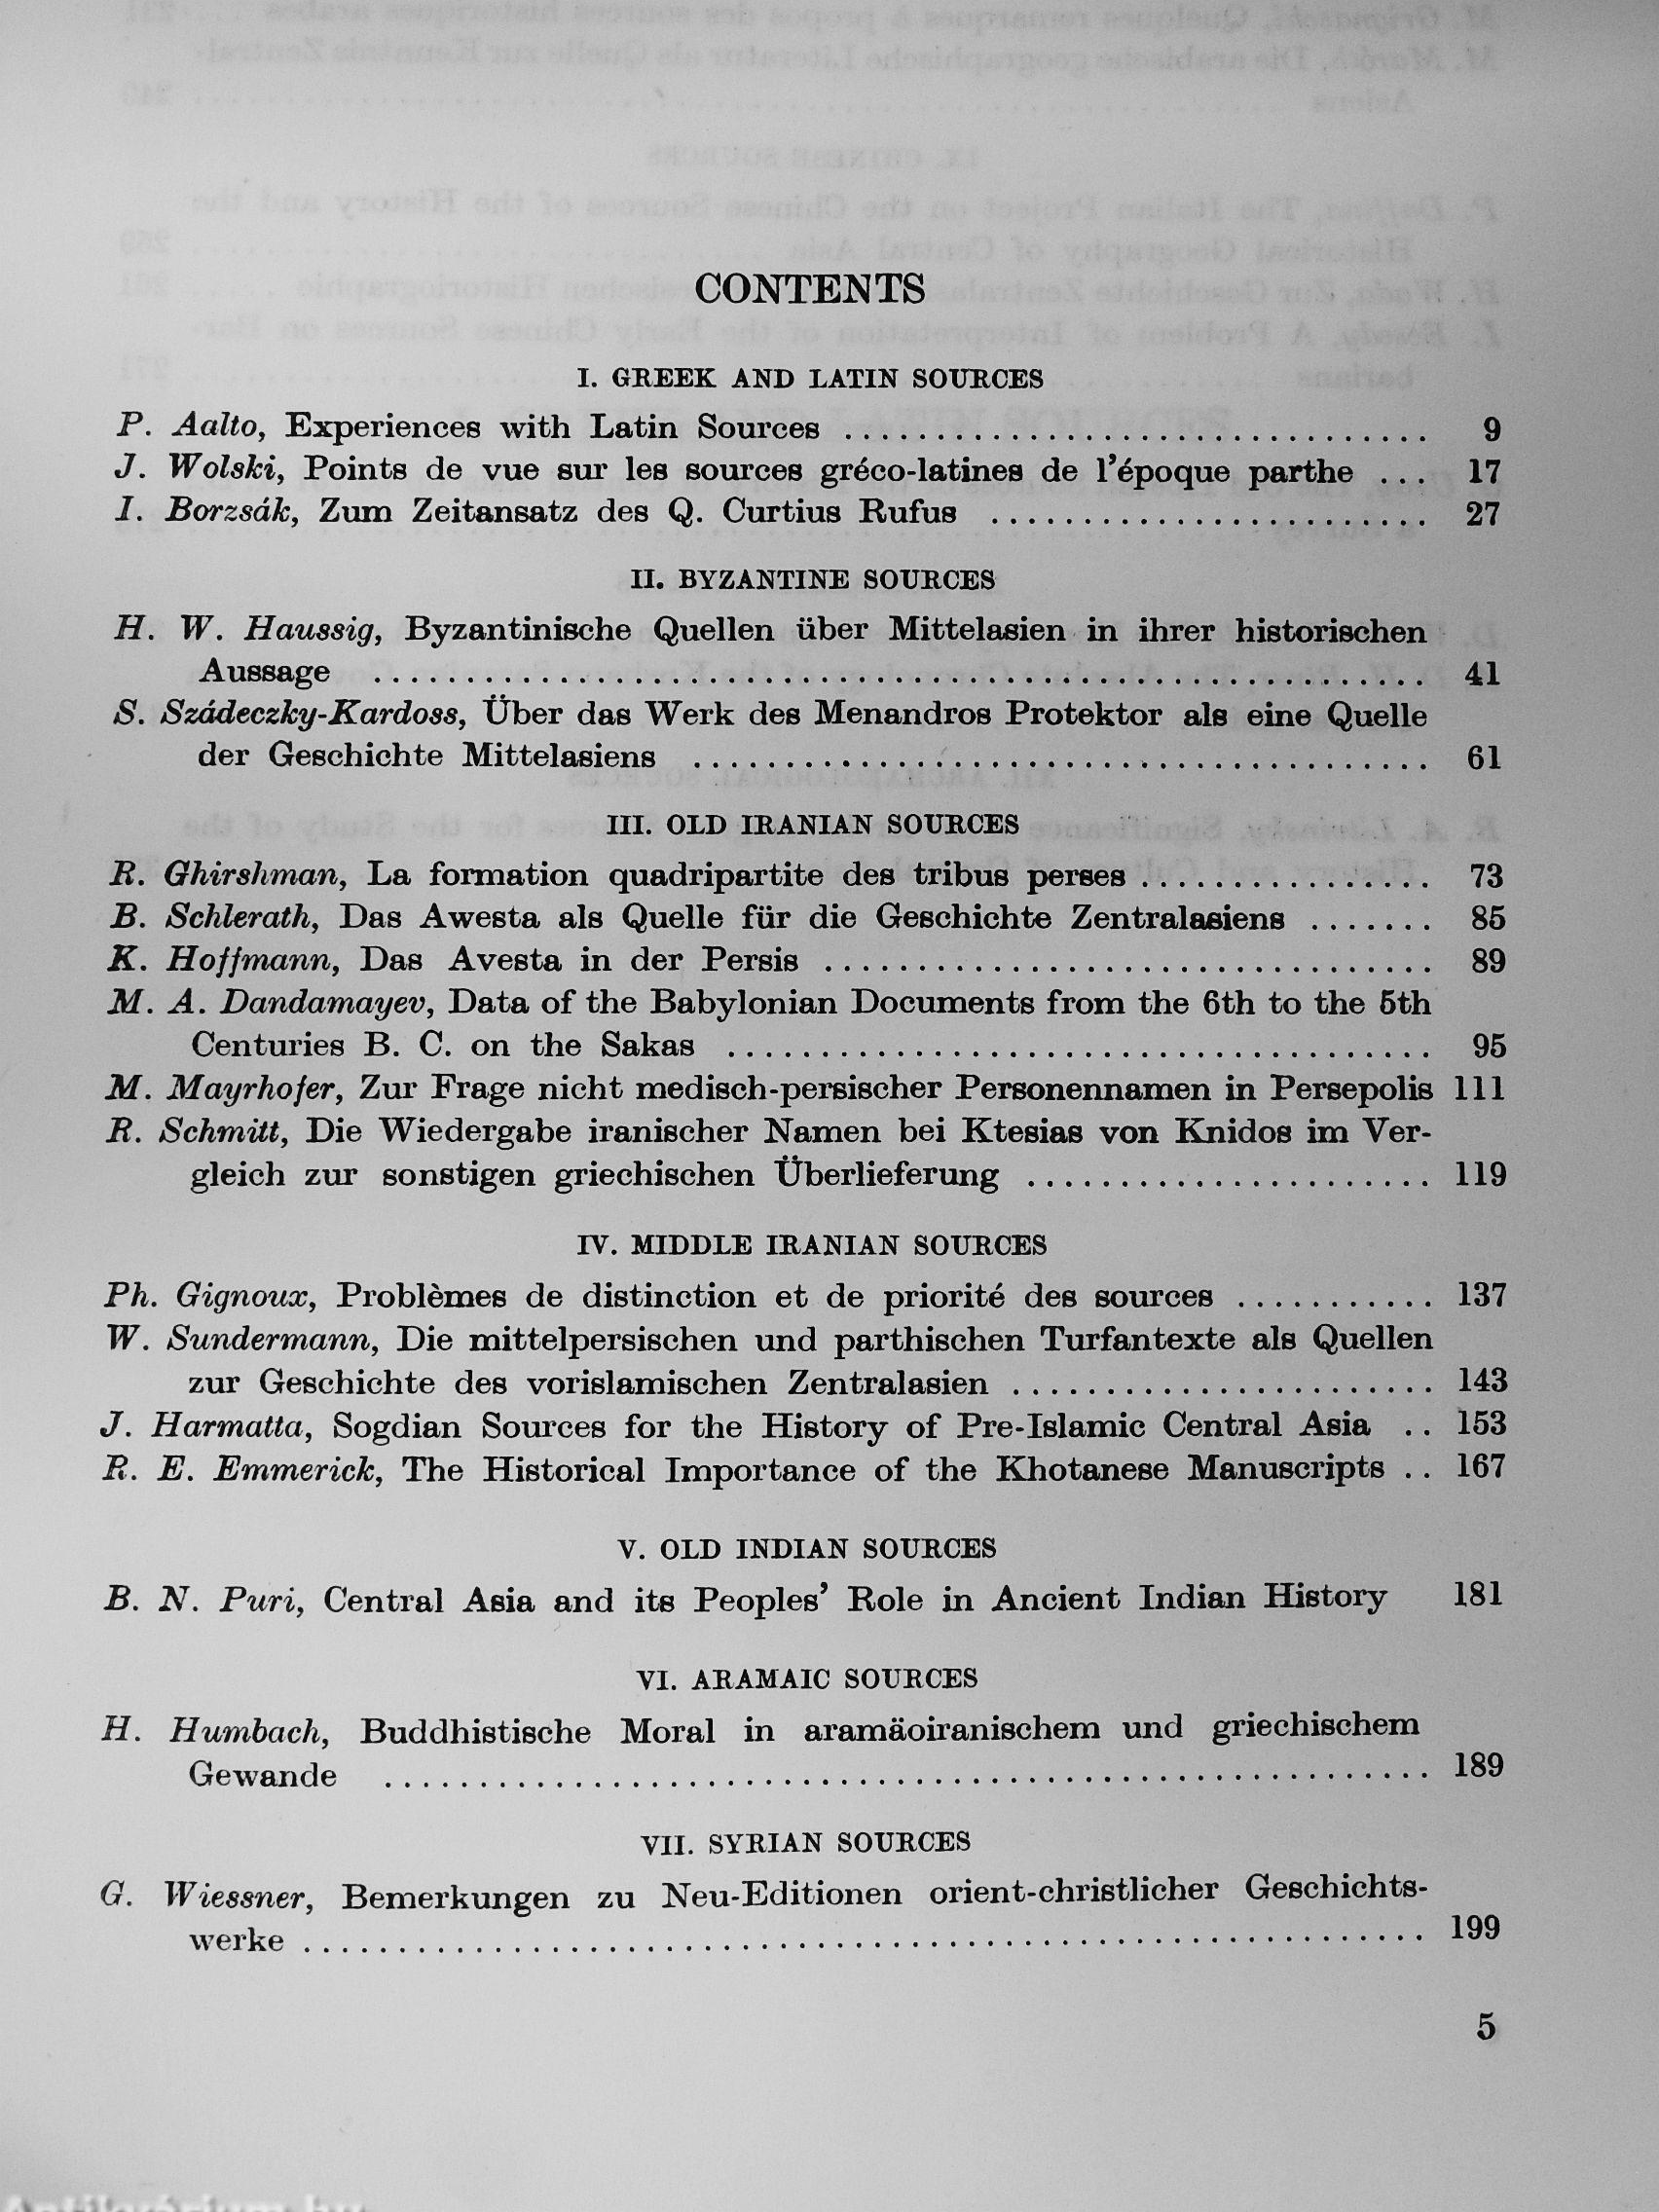 CONTENTS
I. GREEK AND LATIN SOURCES
P. Aalto, Experiences with Latin Sources ................................ 9
J. Wolski, Points de vue sur les sources gréco-latines de l'époque parthe ... 17
I. Borzsák, Zum Zeitansatz des Q. Curtius Rufus ........................ 27
II. BYZANTINE SOURCES
H. W. Haussig, Byzantinische Quellen über Mittelasien in ihrer historischen
Aussage ......................................................... 41
S. Szádeczky-Kardoss, Über das Werk des Menandros Protektor als eine Quelle
der Geschichte Mittelasiens ........................................ 61
III. OLD IRANIAN SOURCES
R. Ghirshman, La formation quadripartite des tribus perses ................ 73
B. Schlerath, Das Awesta als Quelle für die Geschichte Zentralasiens ....... 85
K. Hoffmann, Das Avesta in der Persis ................................. 89
M. A. Dandamayev, Data of the Babylonian Documents from the 6th to the 5th
Centuries B. C. on the Sakas ...................................... 95
M. Mayrhofer, Zur Frage nicht medisch-persischer Personennamen in Persepolis 111
R. Schmitt, Die Wiedergabe iranischer Namen bei Ktesias von Knidos im Ver-
gleich zur sonstigen griechischen Überlieferung ...................... 119
IV. MIDDLE IRANIAN SOURCES
Ph. Gignoux, Problèmes de distinction et de priorité des sources ........... 137
W. Sundermann, Die mittelpersischen und parthischen Turfantexte als Quellen
zur Geschichte des vorislamischen Zentralasien ....................... 143
J. Harmatta, Sogdian Sources for the History of Pre-Islamic Central Asia .. 153
R. E. Emmerick, The Historical Importance of the Khotanese Manuscripts .. 167
V. OLD INDIAN SOURCES
B. N. Puri, Central Asia and its Peoples' Role in Ancient Indian History 181
VI. ARAMAIC SOURCES
H. Humbach, Buddhistische Moral in aramäoiranischem und griechischem
Gewande ........................................................ 189
VII. SYRIAN SOURCES
G. Wiessner, Bemerkungen zu Neu-Editionen orient-christlicher Geschichts-
werke ............................................................ 199
5